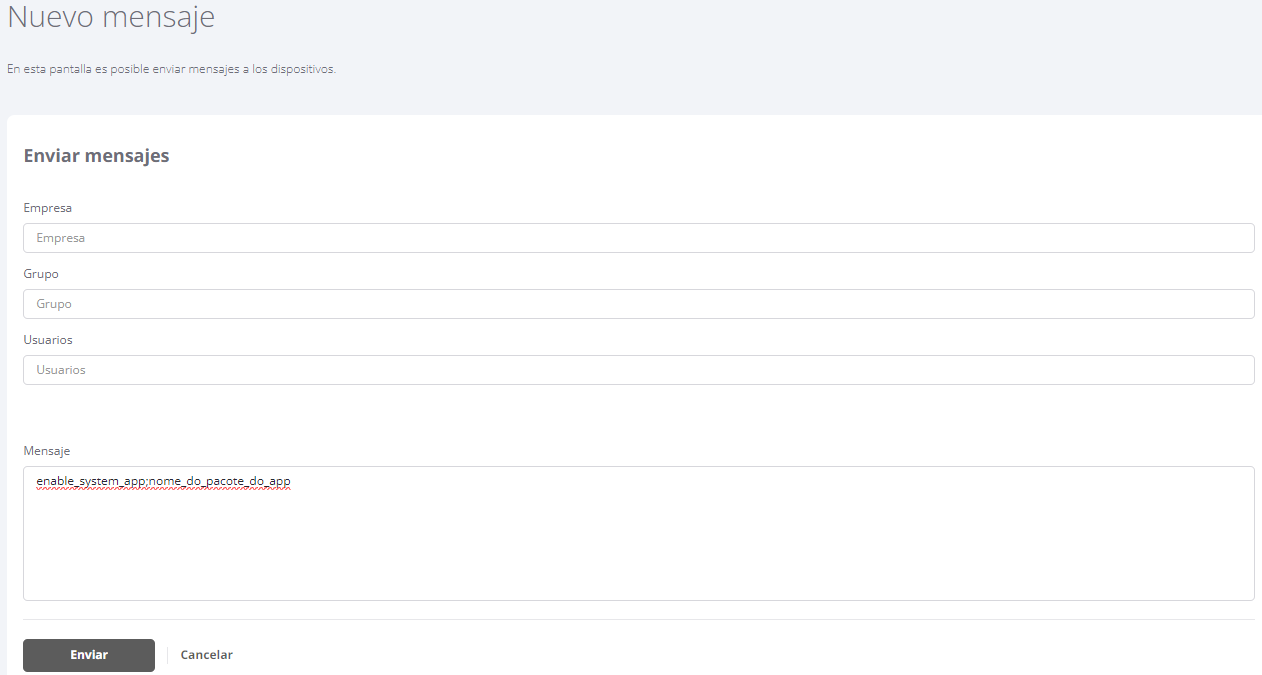 Nuevo mensaje
En esta pantalla es posible enviar mensajes a los dispositivos.
Enviar mensajes
Empresa
Empresa
Grupo
Grupo
Usuarios
Usuarios
Mensaje
enable_system_app;nome_do_pacote_do_app
Enviar
Cancelar